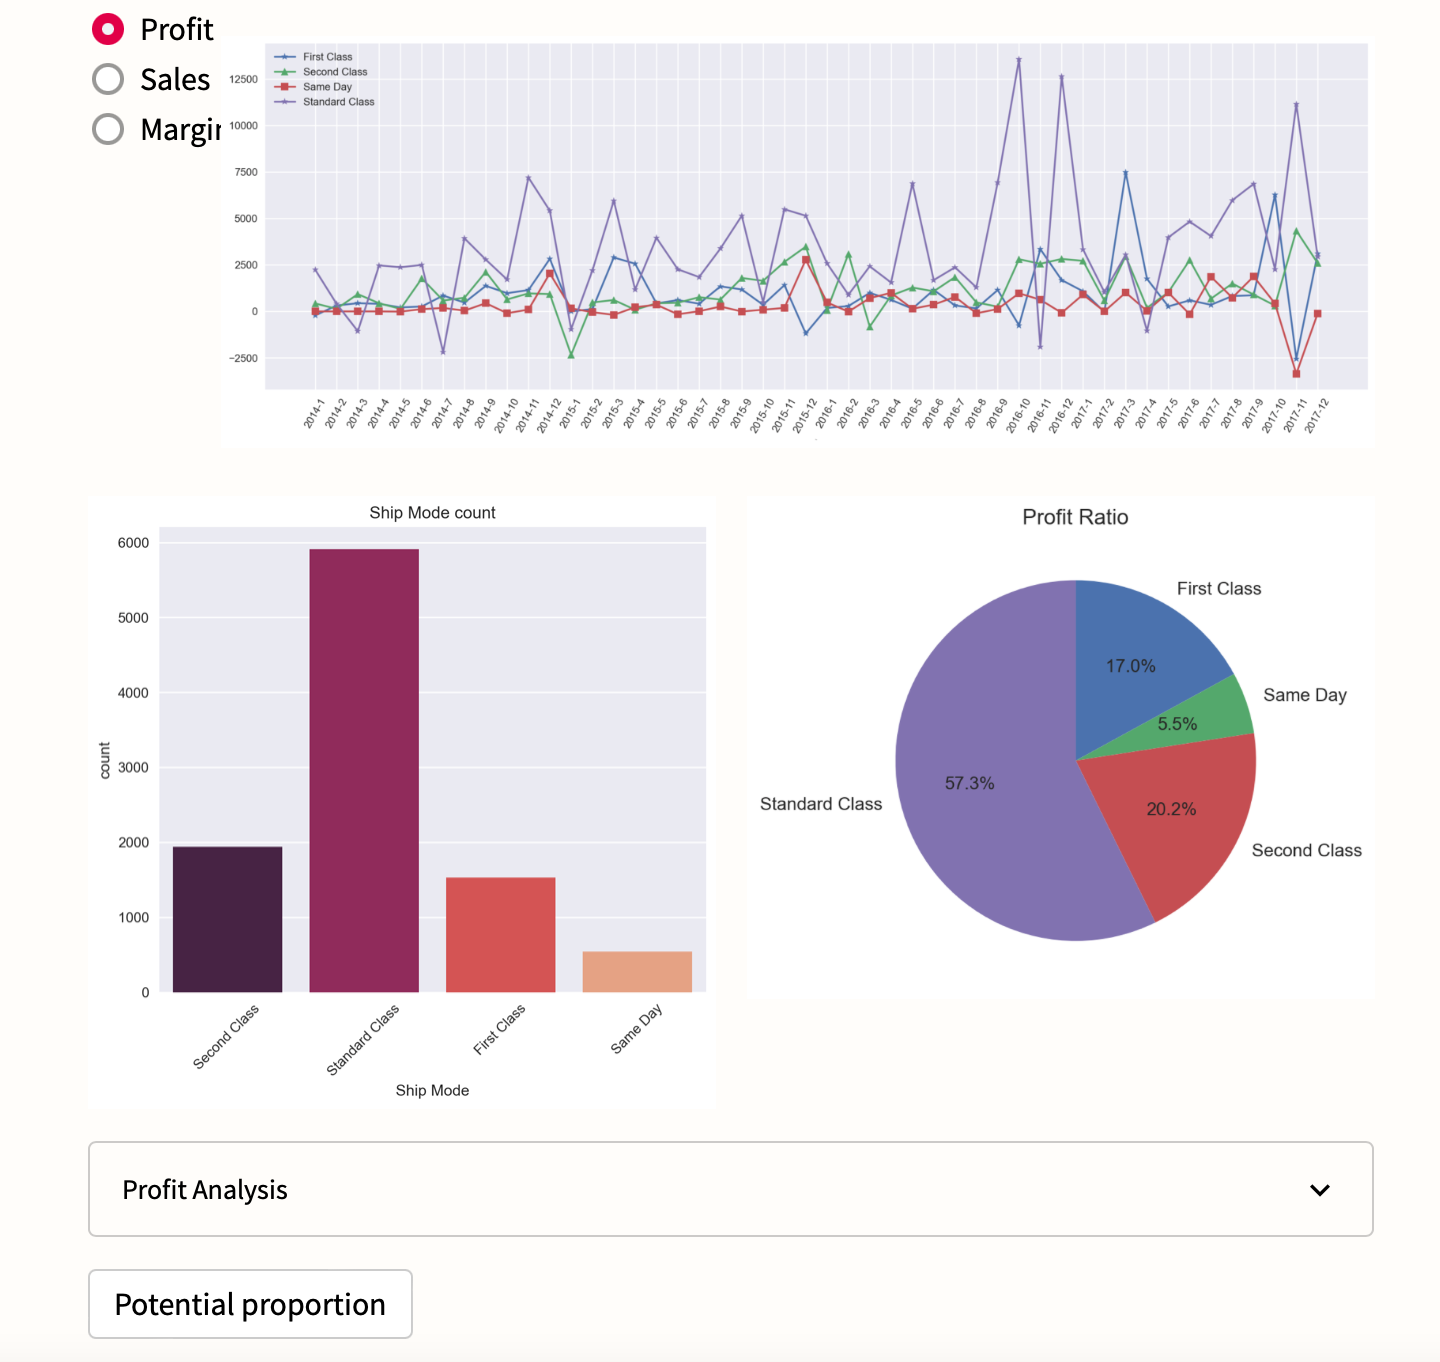 Profit
Sales
Margin
First Class
Second Class
Same Day
Standard Class
12500
10000
7500
5000
2500
0
−2500
2014-1 2014-2 2014-3 2014-4 2014-5 2014-6 2014-7 2014-8 2014-9 2014-10 2014-11 2014-12 2015-1 2015-2 2015-3 2015-4 2015-5 2015-6 2015-7 2015-8 2015-9 2015-10 2015-11 2015-12 2016-1 2016-2 2016-3 2016-4 2016-5 2016-6 2016-7 2016-8 2016-9 2016-10 2016-11 2016-12 2017-1 2017-2 2017-3 2017-4 2017-5 2017-6 2017-7 2017-8 2017-9 2017-10 2017-11 2017-12
Ship Mode count
6000
5000
4000
3000
2000
1000
0
count
Second Class Standard Class First Class Same Day
Ship Mode
Profit Ratio
First Class
17.0%
Same Day
5.5%
57.3%
Standard Class
20.2%
Second Class
Profit Analysis
Potential proportion